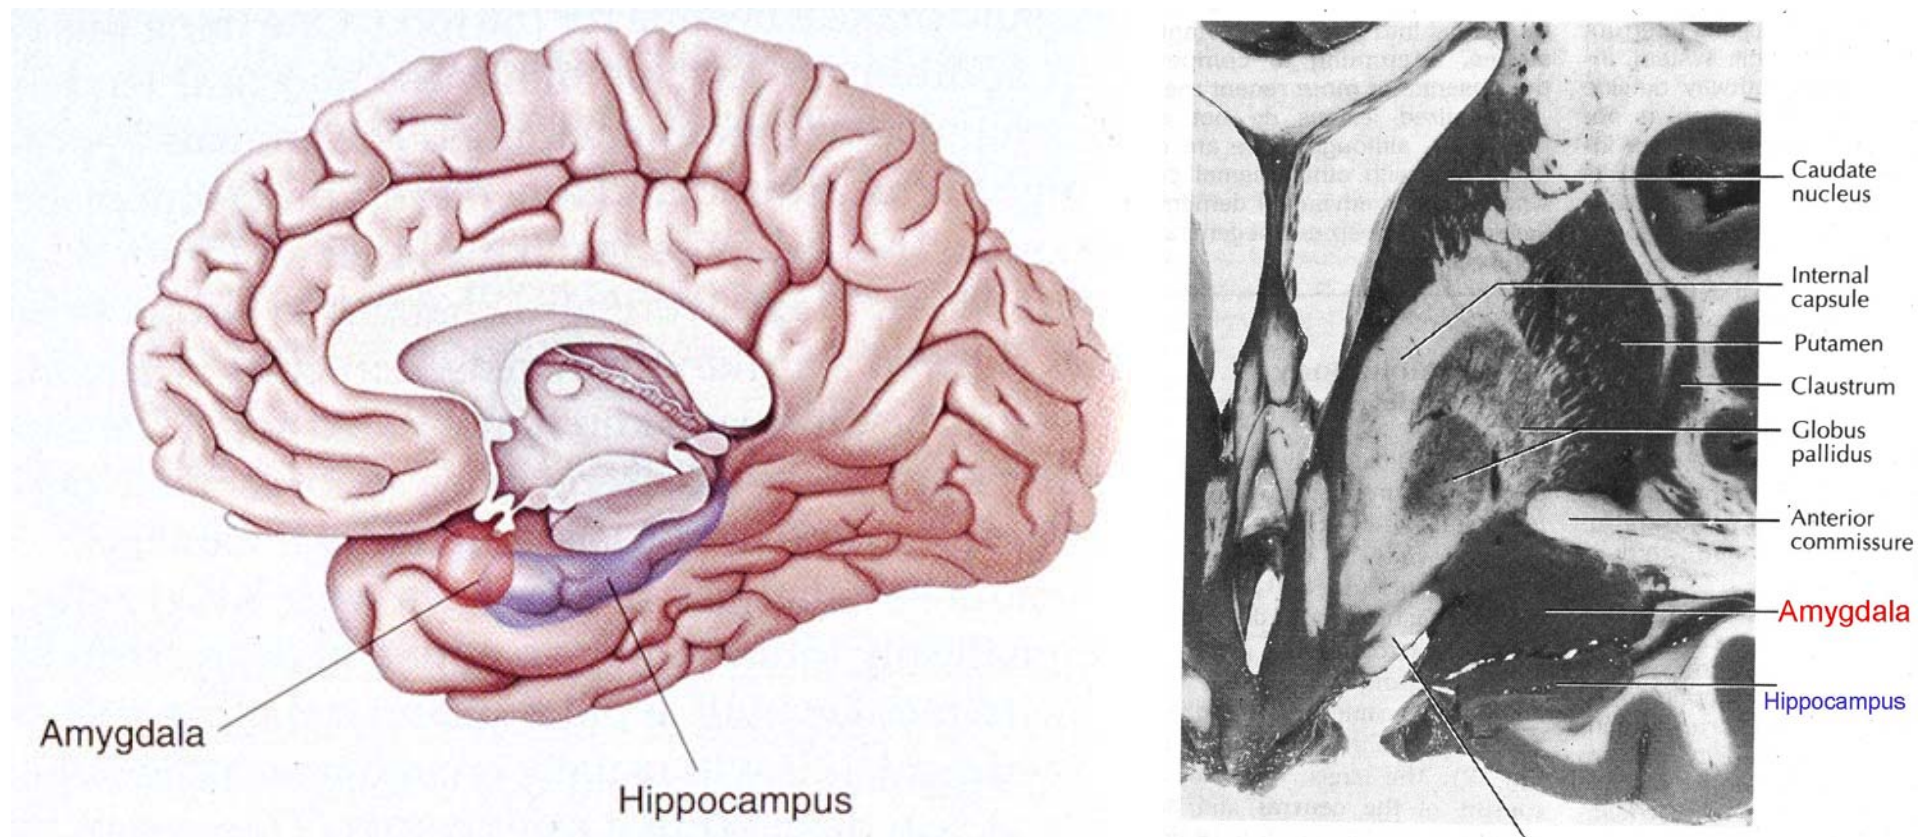 Amygdala
Hippocampus
Caudate
nucleus
Internal
capsule
Putamen
Claustrum
Globus
pallidus
Anterior
commissure
Amygdala
Hippocampus